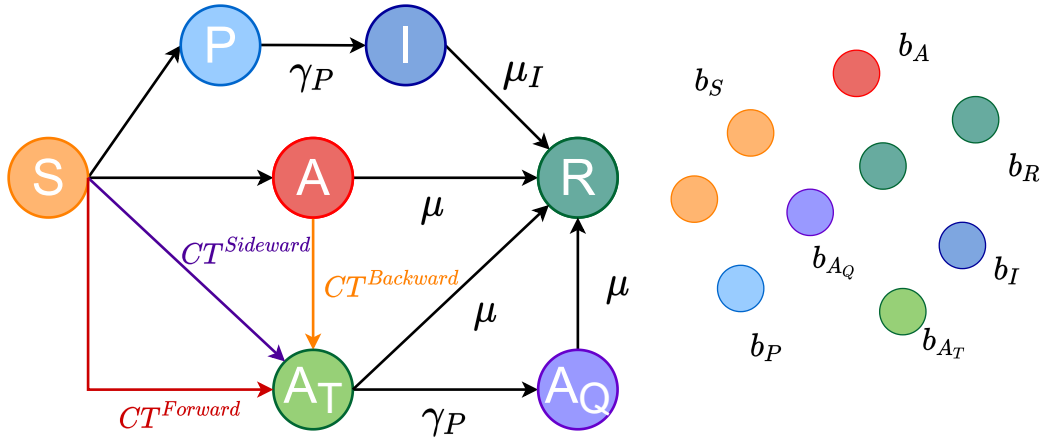 P
I
γ_P
μ_I
S
A
R
μ
CT^{Sideward}
CT^{Backward}
μ
μ
A_T
A_Q
CT^{Forward}
γ_P
b_A
b_S
b_R
b_{A_Q}
b_I
b_{A_T}
b_P